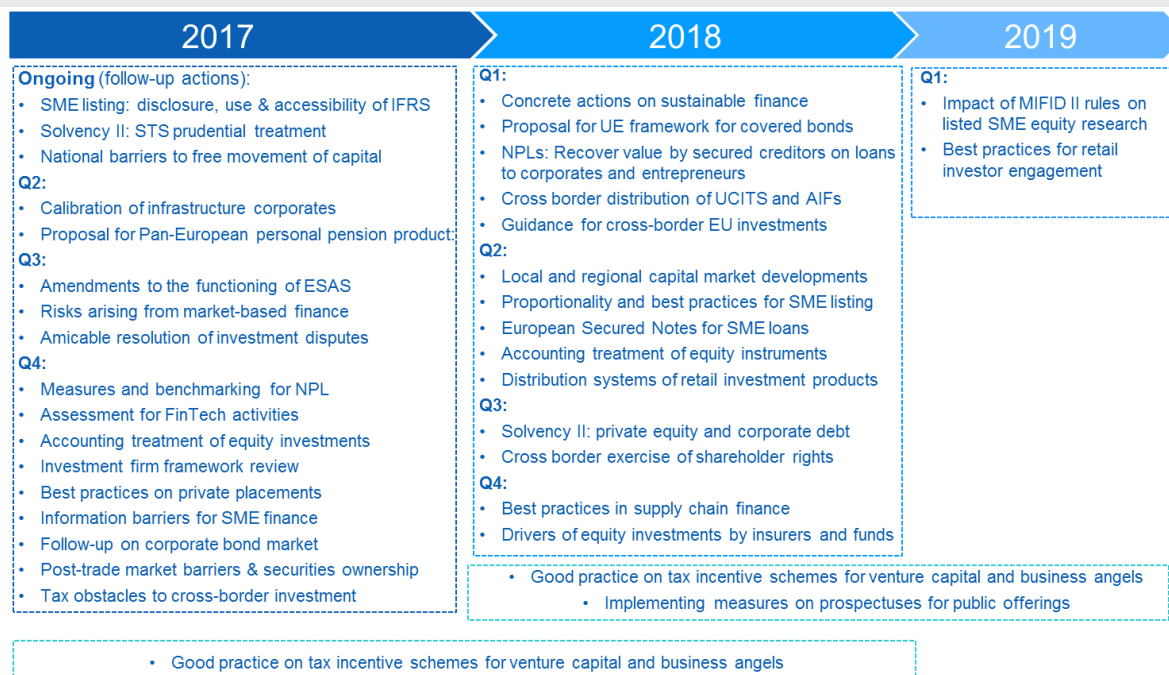 2017
2018
2019
Ongoing (follow-up actions):
• SME listing: disclosure, use & accessibility of IFRS
• Solvency II: STS prudential treatment
• National barriers to free movement of capital
Q2:
• Calibration of infrastructure corporates
• Proposal for Pan-European personal pension product:
Q3:
• Amendments to the functioning of ESAS
• Risks arising from market-based finance
• Amicable resolution of investment disputes
Q4:
• Measures and benchmarking for NPL
• Assessment for FinTech activities
• Accounting treatment of equity investments
• Investment firm framework review
• Best practices on private placements
• Information barriers for SME finance
• Follow-up on corporate bond market
• Post-trade market barriers & securities ownership
• Tax obstacles to cross-border investment
Q1:
• Concrete actions on sustainable finance
• Proposal for UE framework for covered bonds
• NPLs: Recover value by secured creditors on loans
to corporates and entrepreneurs
• Cross border distribution of UCITS and AIFs
• Guidance for cross-border EU investments
Q2:
• Local and regional capital market developments
• Proportionality and best practices for SME listing
• European Secured Notes for SME loans
• Accounting treatment of equity instruments
• Distribution systems of retail investment products
Q3:
• Solvency II: private equity and corporate debt
• Cross border exercise of shareholder rights
Q4:
• Best practices in supply chain finance
• Drivers of equity investments by insurers and funds
Q1:
• Impact of MIFID II rules on
listed SME equity research
• Best practices for retail
investor engagement
• Good practice on tax incentive schemes for venture capital and business angels
• Implementing measures on prospectuses for public offerings
• Good practice on tax incentive schemes for venture capital and business angels